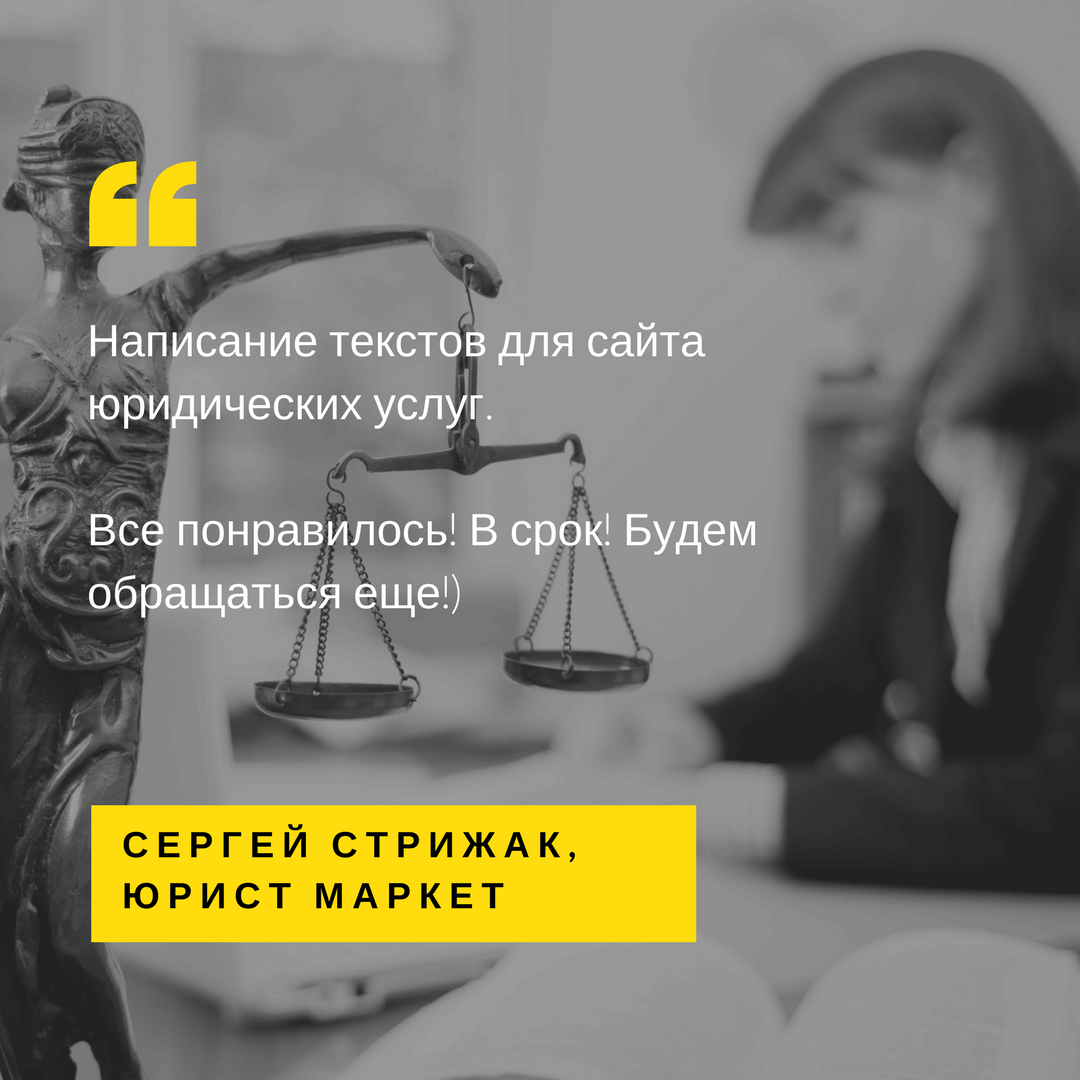 Написание текстов для сайта
юридических услуг.
Все понравилось! В срок! Будем
обращаться еще!)
СЕРГЕЙ СТРИЖАК,
ЮРИСТ МАРКЕТ